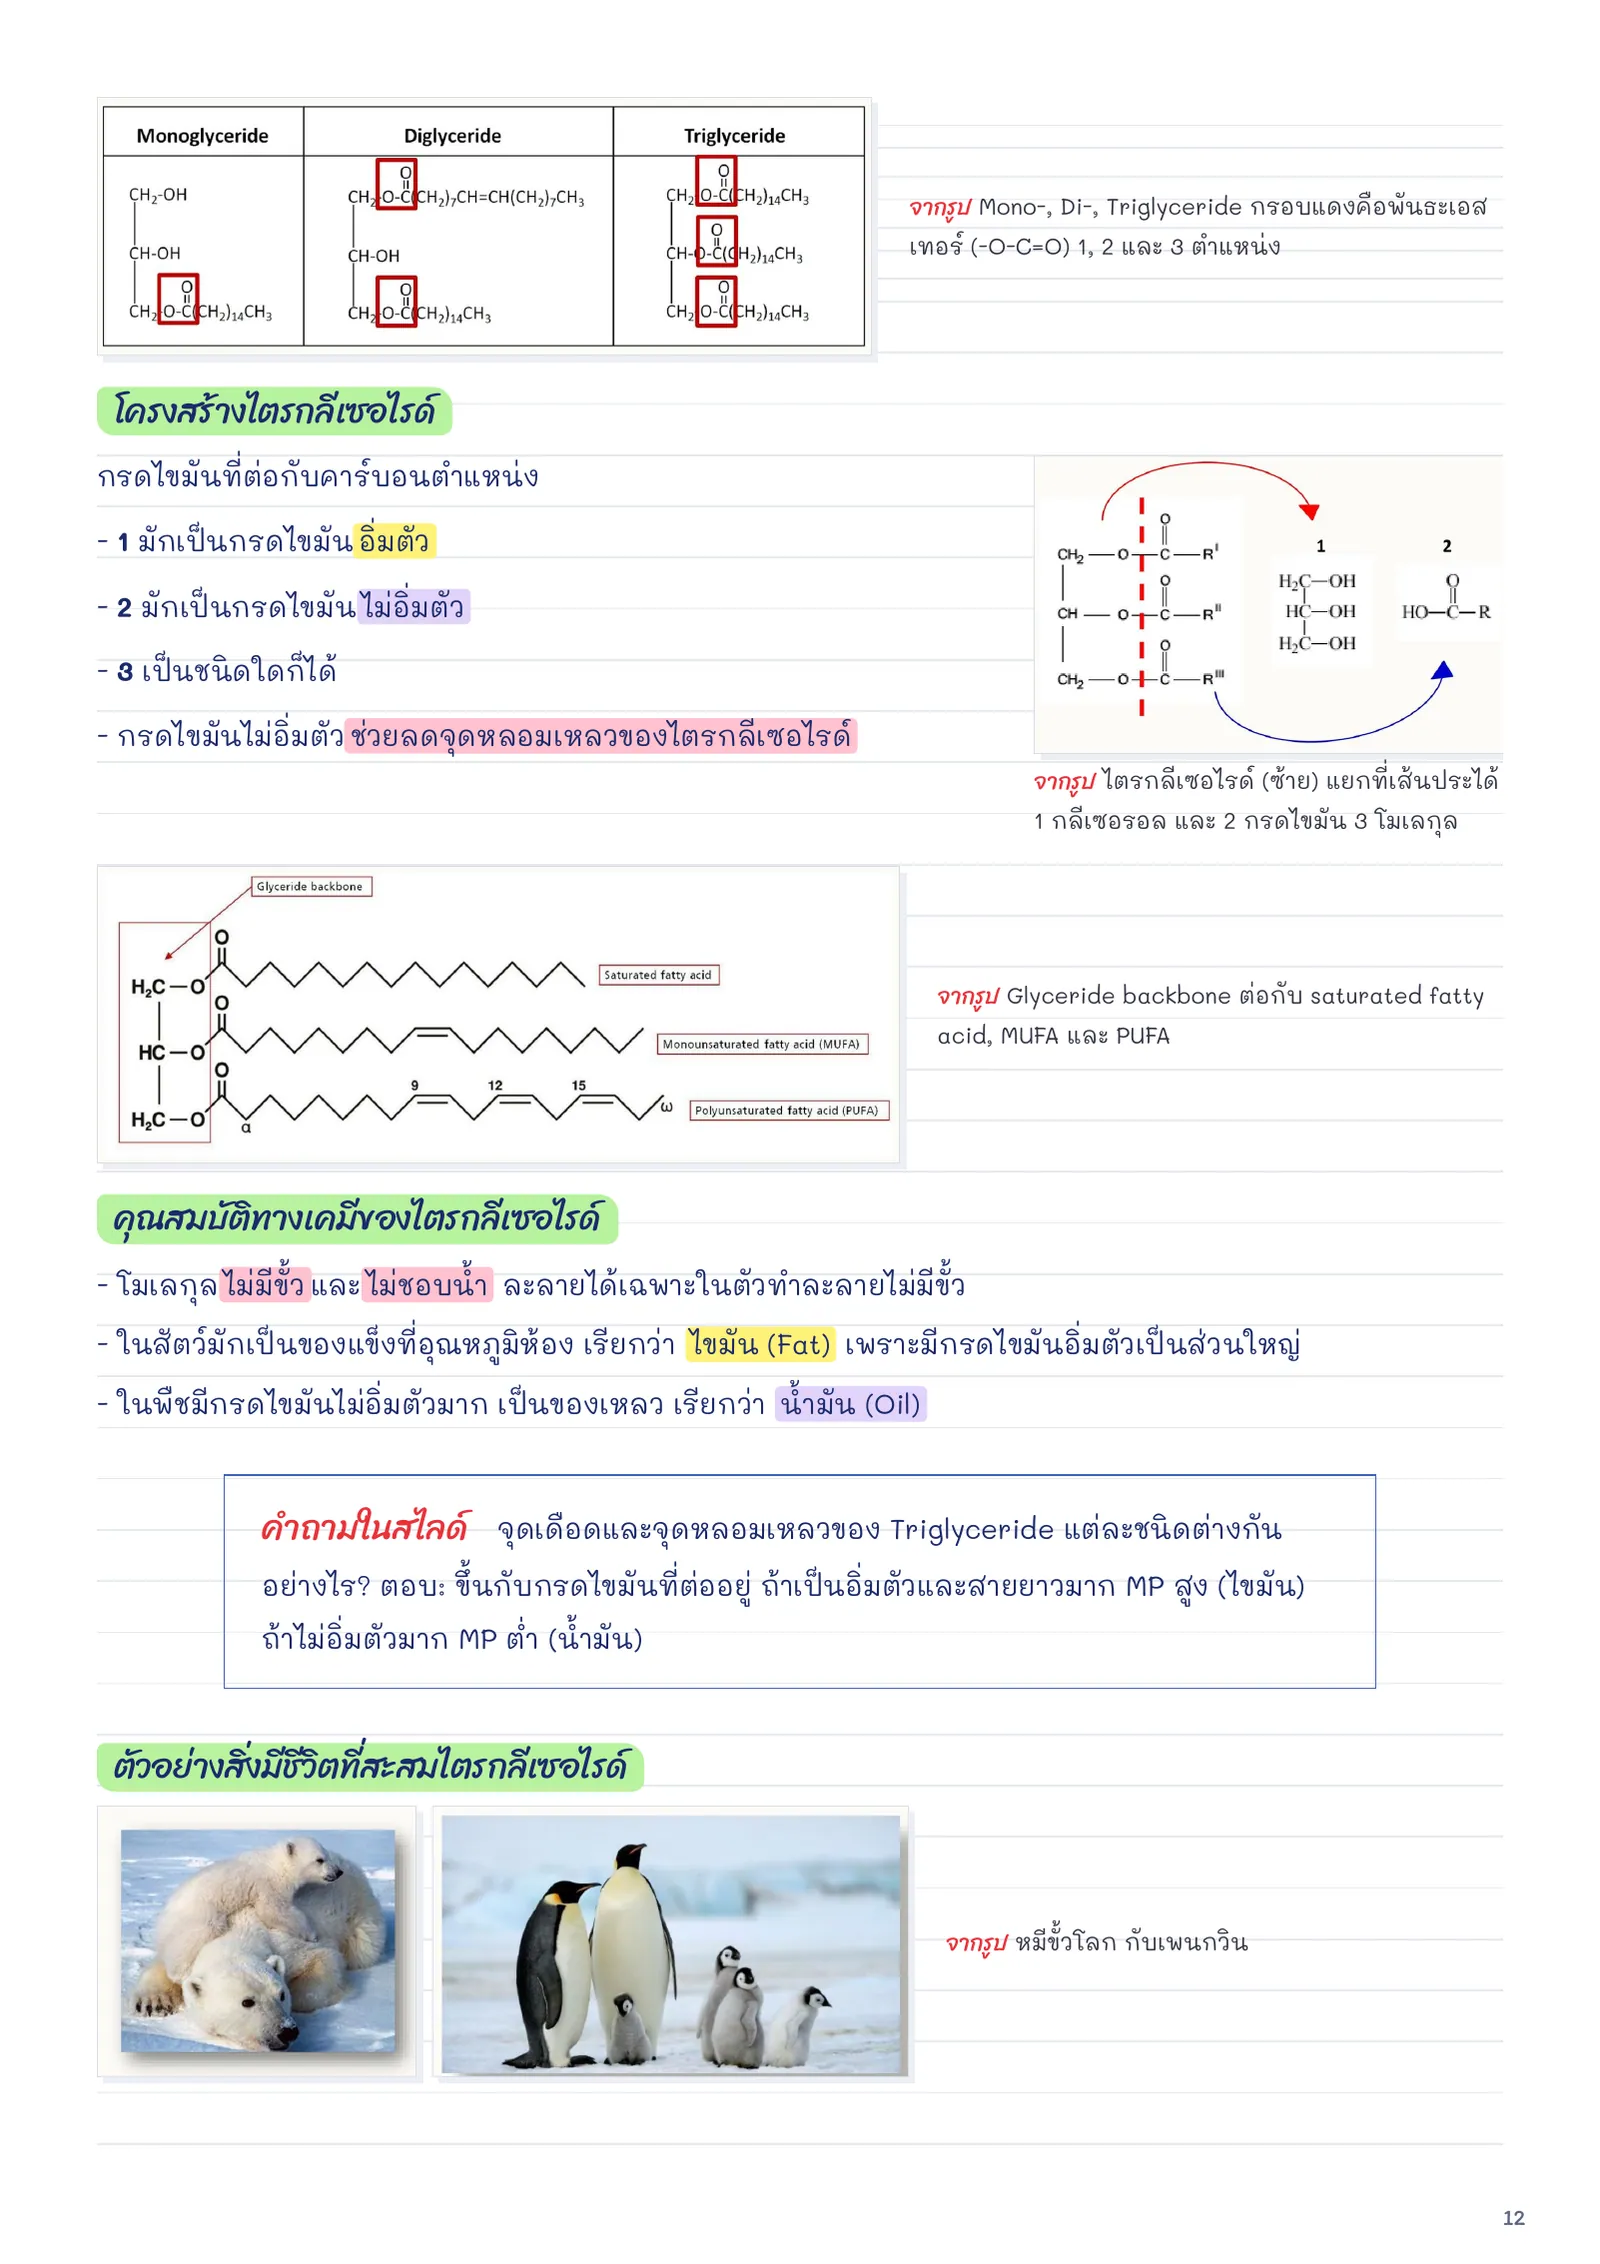 Monoglyceride Diglyceride Triglyceride
CH₂-OH
CH-OH
O
CH₂-O-C(CH₂)₁₄CH₃
O
CH₂-O-C(CH₂)₇CH=CH(CH₂)₇CH₃
CH-OH
O
CH₂-O-C(CH₂)₁₄CH₃
O
CH₂-O-C(CH₂)₁₄CH₃
O
CH-O-C(CH₂)₁₄CH₃
O
CH₂-O-C(CH₂)₁₄CH₃
จากรูป Mono-, Di-, Triglyceride กรอบแดงคือพันธะเอส
เทอร์ (-O-C=O) 1, 2 และ 3 ตำแหน่ง
โครงสร้างไตรกลีเซอไรด์
กรดไขมันที่ต่อกับคาร์บอนตำแหน่ง
- 1 มักเป็นกรดไขมันอิ่มตัว
- 2 มักเป็นกรดไขมันไม่อิ่มตัว
- 3 เป็นชนิดใดก็ได้
- กรดไขมันไม่อิ่มตัวช่วยลดจุดหลอมเหลวของไตรกลีเซอไรด์
O
CH₂—O—C—Rᴵ
O
CH—O—C—Rᴵᴵ
O
CH₂—O—C—Rᴵᴵᴵ
1
H₂C—OH
HC—OH
H₂C—OH
2
O
HO—C—R
จากรูป ไตรกลีเซอไรด์ (ซ้าย) แยกที่เส้นประได้
1 กลีเซอรอล และ 2 กรดไขมัน 3 โมเลกุล
Glyceride backbone
O
H₂C—O
Saturated fatty acid
O
HC—O
Monounsaturated fatty acid (MUFA)
O 9 12 15
H₂C—O α ω
Polyunsaturated fatty acid (PUFA)
จากรูป Glyceride backbone ต่อกับ saturated fatty
acid, MUFA และ PUFA
คุณสมบัติทางเคมีของไตรกลีเซอไรด์
- โมเลกุลไม่มีขั้วและไม่ชอบน้ำ ละลายได้เฉพาะในตัวทำละลายไม่มีขั้ว
- ในสัตว์มักเป็นของแข็งที่อุณหภูมิห้อง เรียกว่า ไขมัน (Fat) เพราะมีกรดไขมันอิ่มตัวเป็นส่วนใหญ่
- ในพืชมีกรดไขมันไม่อิ่มตัวมาก เป็นของเหลว เรียกว่า น้ำมัน (Oil)
คำถามในสไลด์ จุดเดือดและจุดหลอมเหลวของ Triglyceride แต่ละชนิดต่างกัน
อย่างไร? ตอบ: ขึ้นกับกรดไขมันที่ต่ออยู่ ถ้าเป็นอิ่มตัวและสายยาวมาก MP สูง (ไขมัน)
ถ้าไม่อิ่มตัวมาก MP ต่ำ (น้ำมัน)
ตัวอย่างสิ่งมีชีวิตที่สะสมไตรกลีเซอไรด์
จากรูป หมีขั้วโลก กับเพนกวิน
12